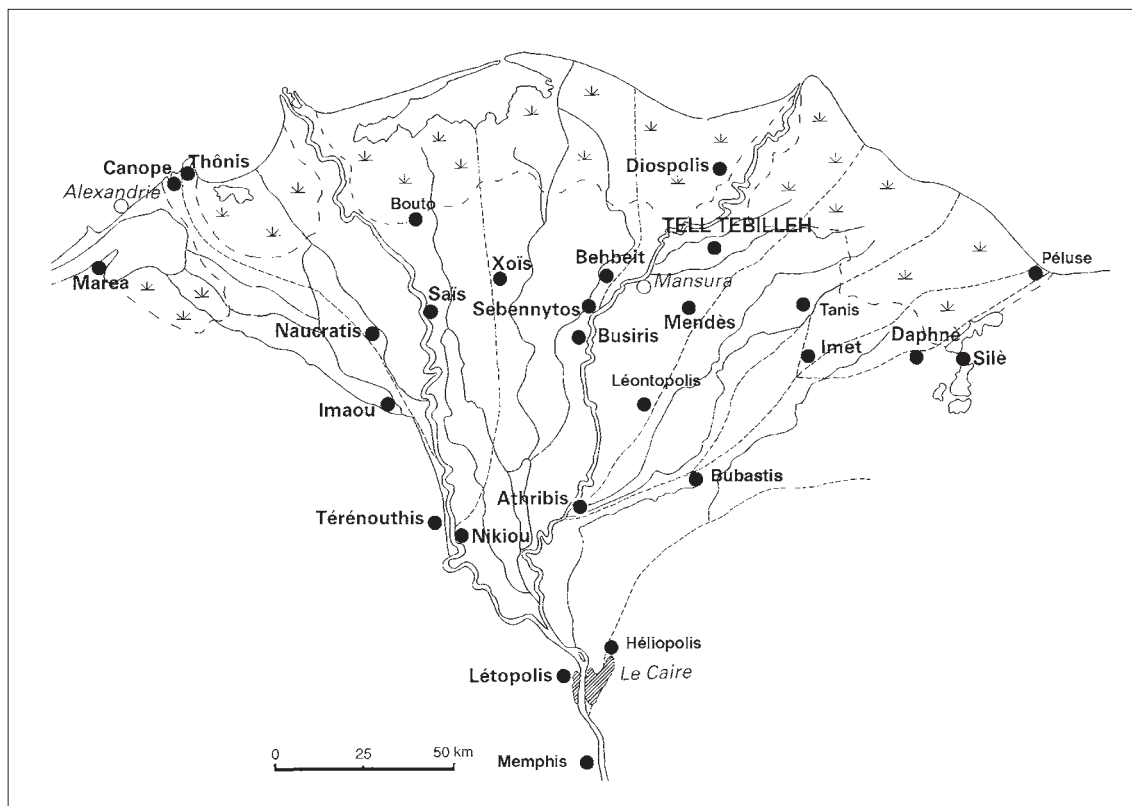 Diospolis
Canope
Thônis
Alexandrie
Bouto
TELL TEBILLEH
Behbeit
Xoïs
Péluse
Marea
Mansura
Saïs
Sebennytos
Mendès
Tanis
Naucratis
Busiris
Imet
Daphnè
Silè
Léontopolis
Imaou
Bubastis
Athribis
Térénouthis
Nikiou
Héliopolis
Létopolis
Le Caire
0 25 50 km
Memphis